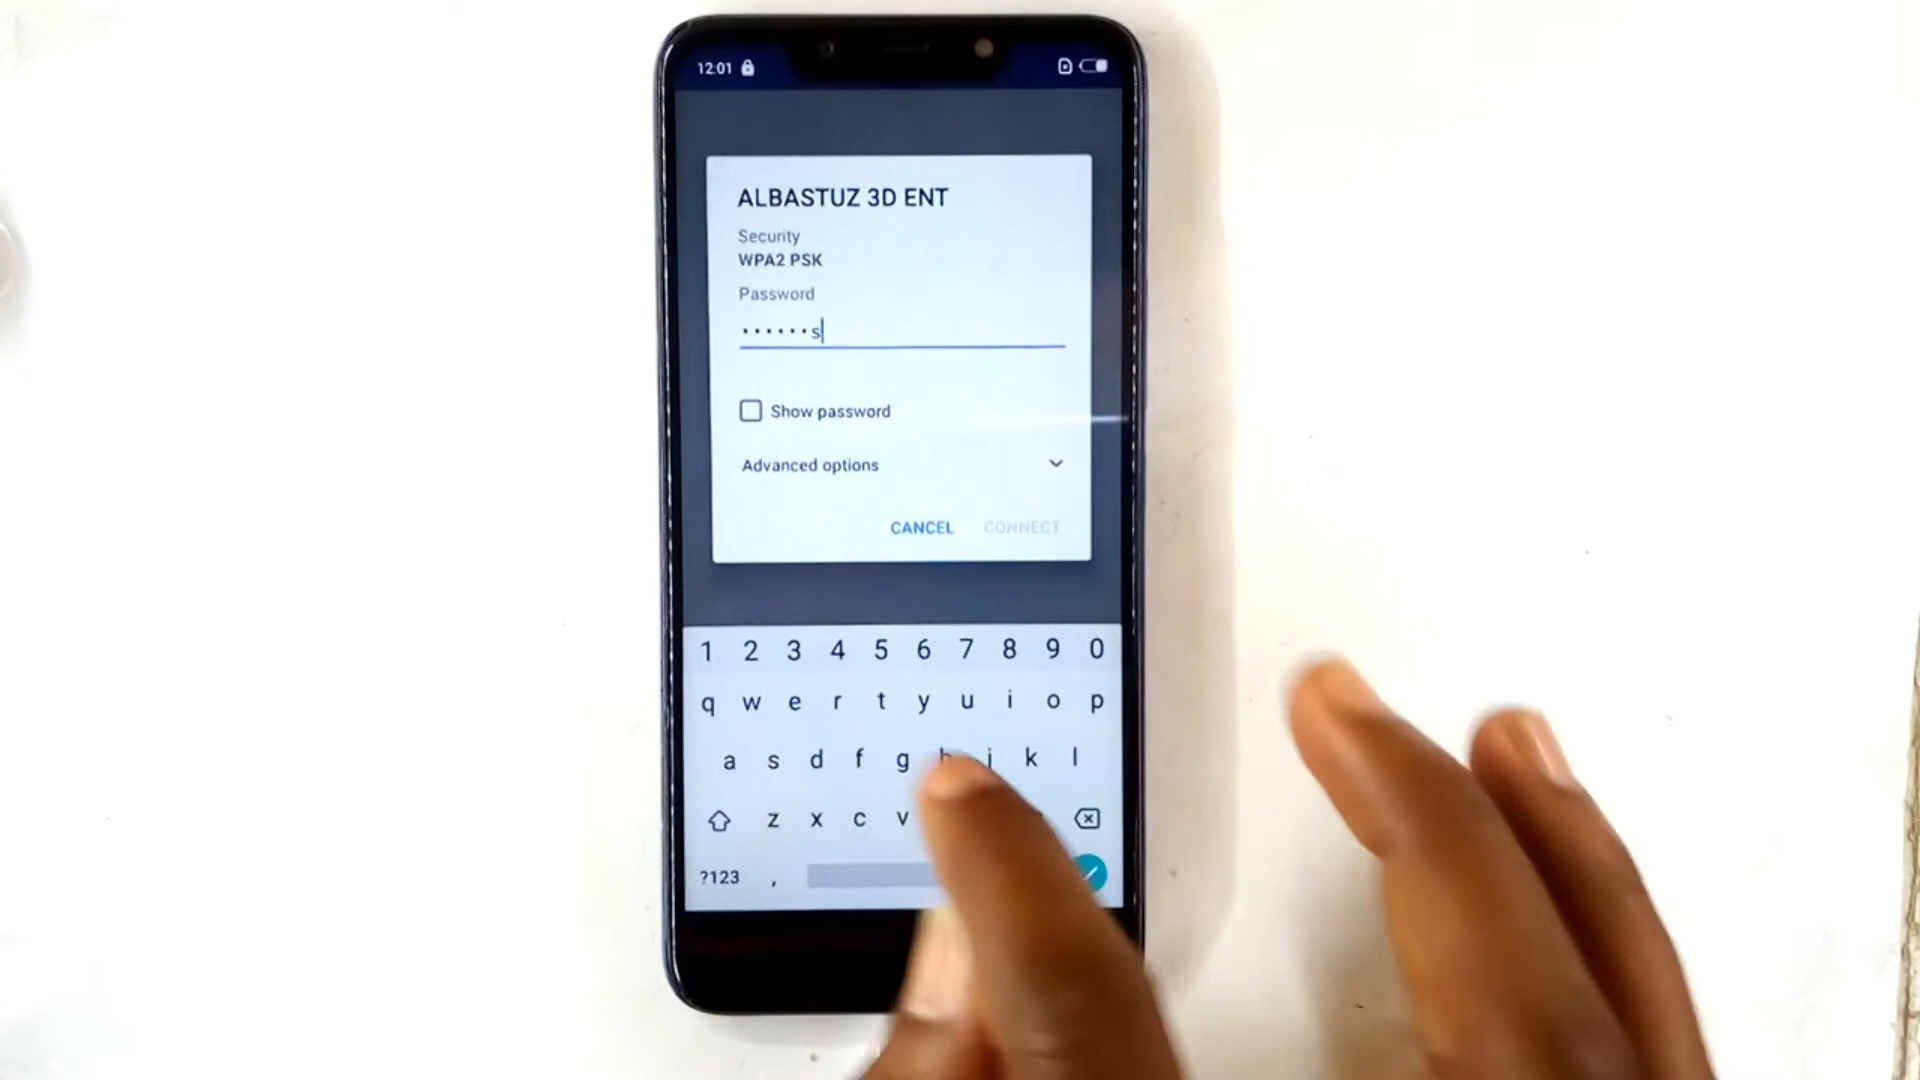 12:01
ALBASTUZ 3D ENT
Security
WPA2 PSK
Password
••••••s
Show password
Advanced options
CANCEL CONNECT
1 2 3 4 5 6 7 8 9 0
q w e r t y u i o p
a s d f g h j k l
z x c v
?123 ,